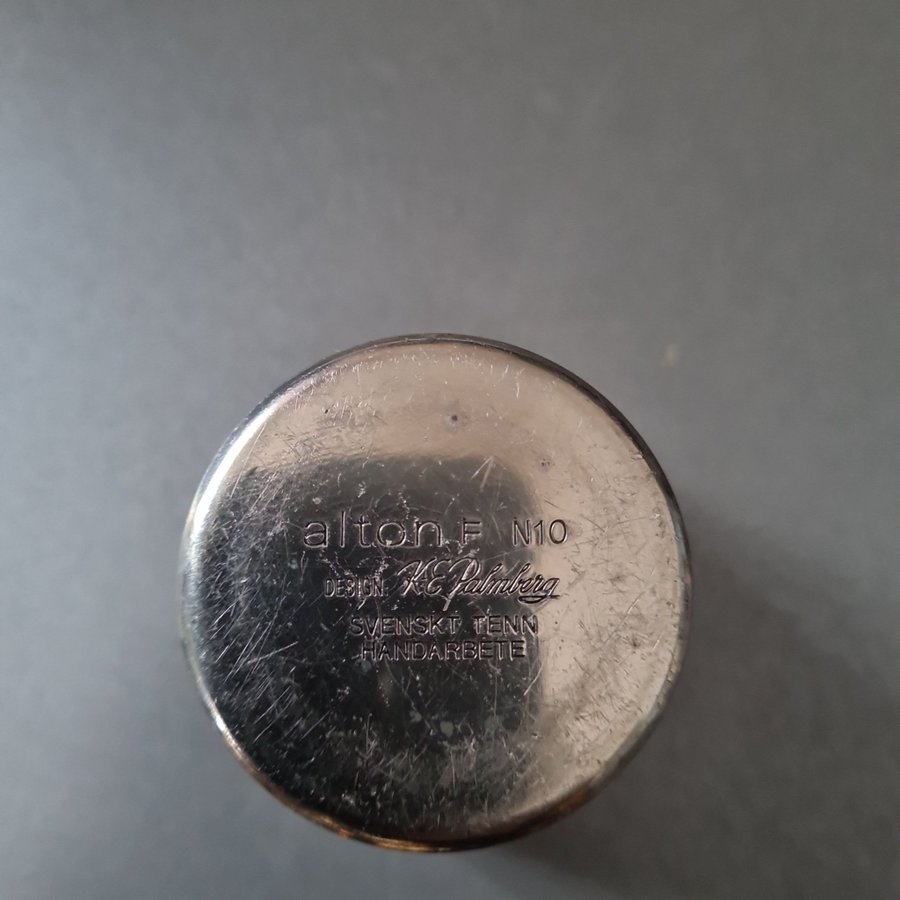 alton F N10
DESIGN: K-E Palmberg
SVENSKT TENN
HANDARBETE